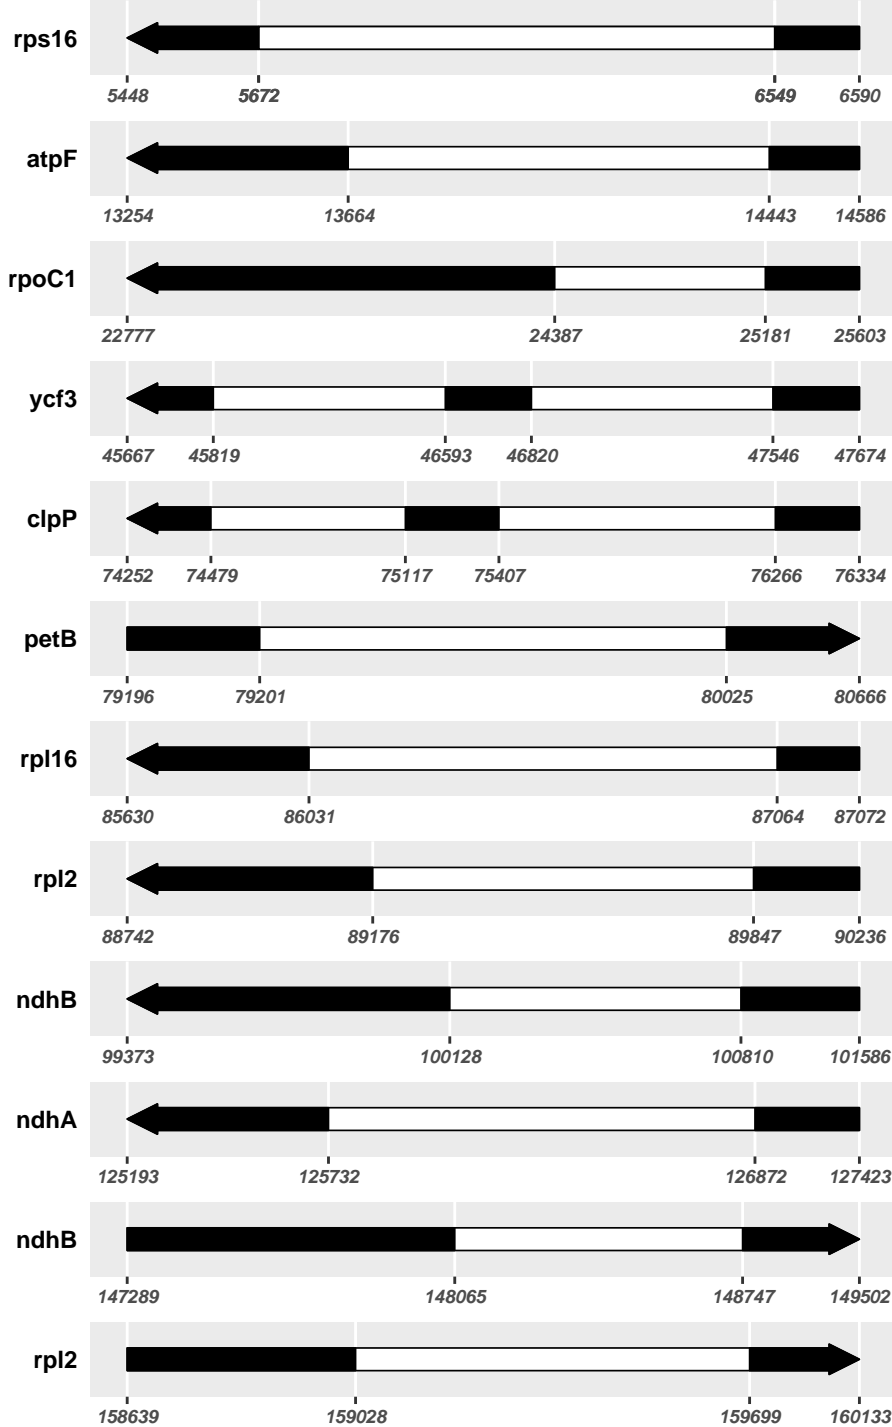 rps16
5448 5672 6549 6590
atpF
13254 13664 14443 14586
rpoC1
22777 24387 25181 25603
ycf3
45667 45819 46593 46820 47546 47674
clpP
74252 74479 75117 75407 76266 76334
petB
79196 79201 80025 80666
rpl16
85630 86031 87064 87072
rpl2
88742 89176 89847 90236
ndhB
99373 100128 100810 101586
ndhA
125193 125732 126872 127423
ndhB
147289 148065 148747 149502
rpl2
158639 159028 159699 160133